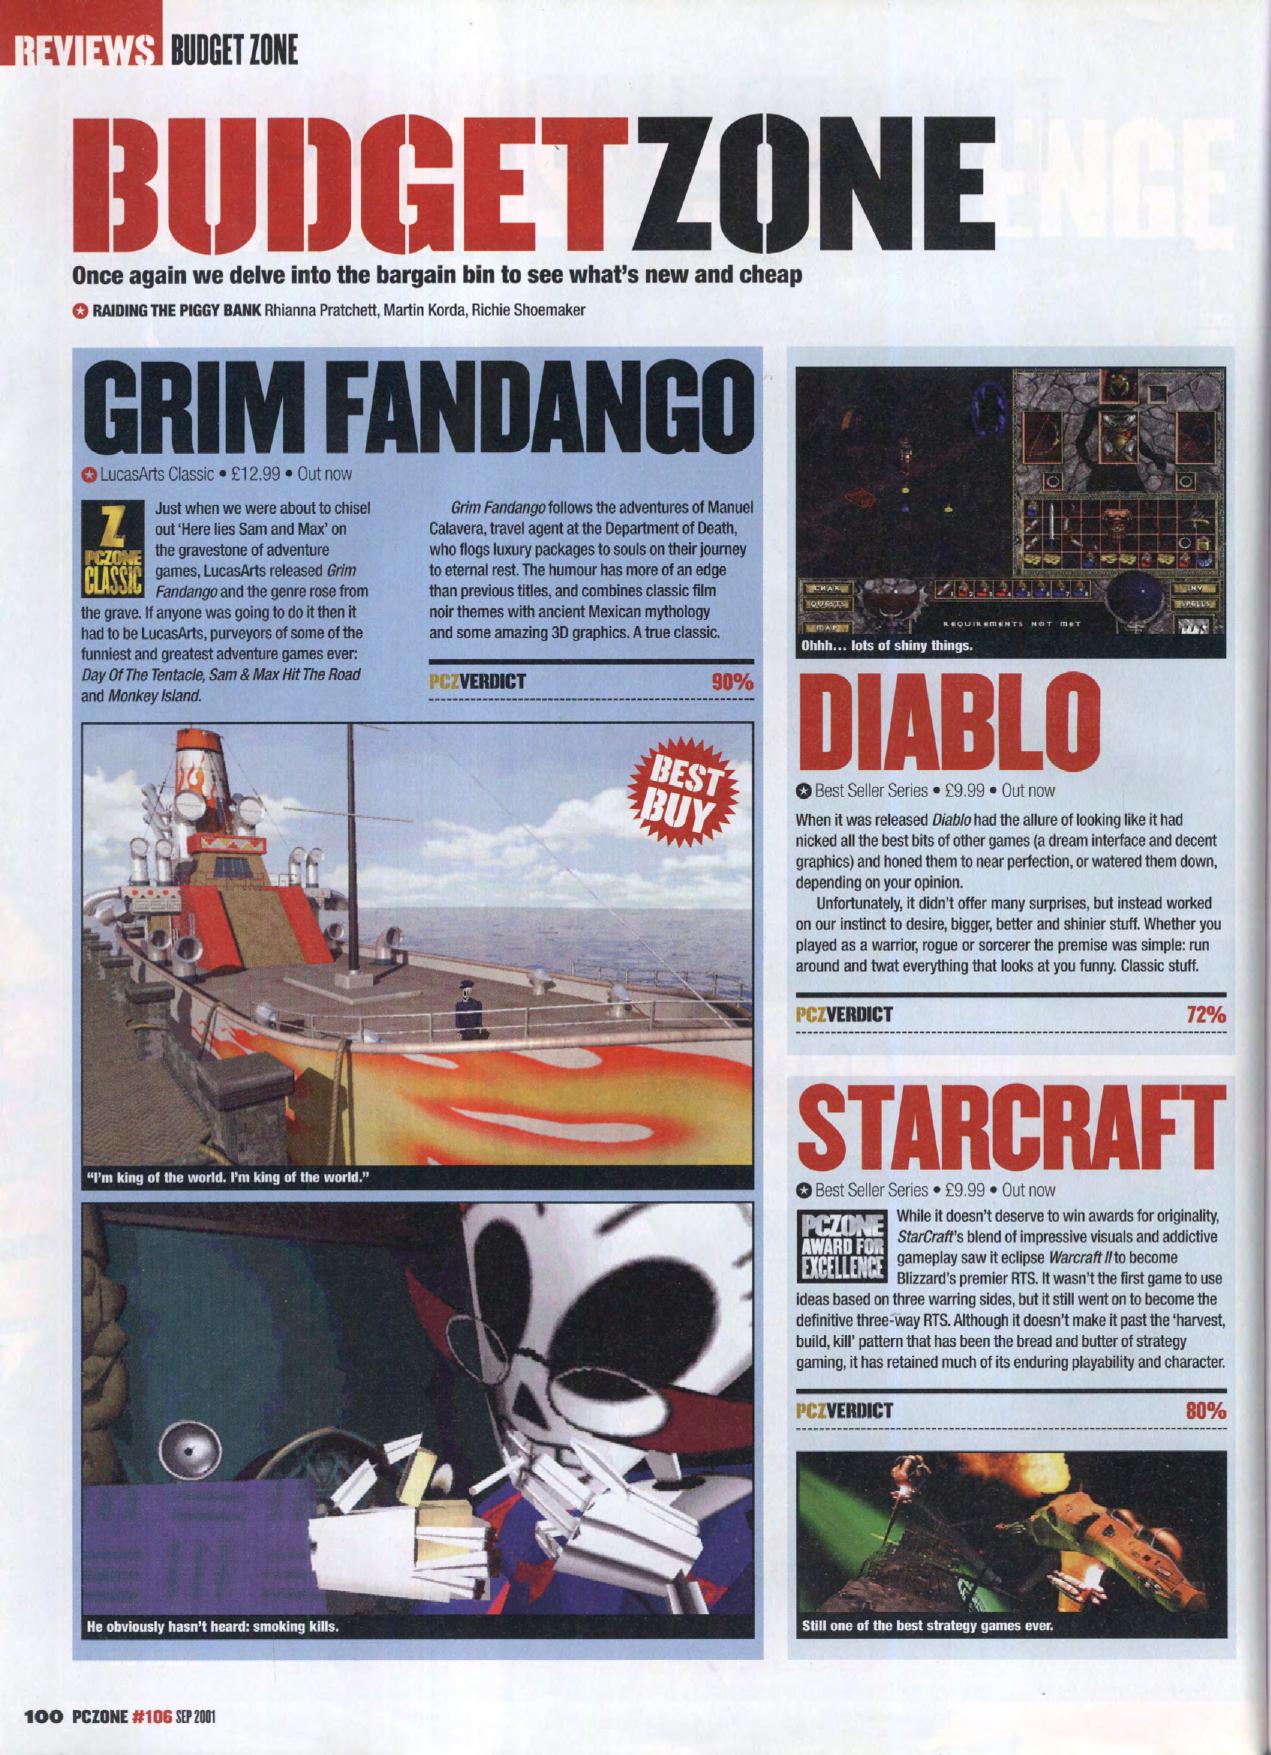 REVIEWS BUDGET ZONE
BUDGETZONE
Once again we delve into the bargain bin to see what's new and cheap
RAIDING THE PIGGY BANK Rhianna Pratchett, Martin Korda, Richie Shoemaker
GRIM FANDANGO
LucasArts Classic • £12.99 • Out now
Z
PCZONE
CLASSIC
Just when we were about to chisel
out 'Here lies Sam and Max' on
the gravestone of adventure
games, LucasArts released Grim
Fandango and the genre rose from
the grave. If anyone was going to do it then it
had to be LucasArts, purveyors of some of the
funniest and greatest adventure games ever:
Day Of The Tentacle, Sam & Max Hit The Road
and Monkey Island.
Grim Fandango follows the adventures of Manuel
Calavera, travel agent at the Department of Death,
who flogs luxury packages to souls on their journey
to eternal rest. The humour has more of an edge
than previous titles, and combines classic film
noir themes with ancient Mexican mythology
and some amazing 3D graphics. A true classic.
PCZVERDICT 90%
BEST
BUY
"I'm king of the world. I'm king of the world."
He obviously hasn't heard: smoking kills.
CHAR
QUESTS
MAP
INV
SPELLS
REQUIREMENTS NOT MET
Ohhh... lots of shiny things.
DIABLO
Best Seller Series • £9.99 • Out now
When it was released Diablo had the allure of looking like it had
nicked all the best bits of other games (a dream interface and decent
graphics) and honed them to near perfection, or watered them down,
depending on your opinion.
Unfortunately, it didn't offer many surprises, but instead worked
on our instinct to desire, bigger, better and shinier stuff. Whether you
played as a warrior, rogue or sorcerer the premise was simple: run
around and twat everything that looks at you funny. Classic stuff.
PCZVERDICT 72%
STARCRAFT
Best Seller Series • £9.99 • Out now
PCZONE
AWARD FOR
EXCELLENCE
While it doesn't deserve to win awards for originality,
StarCraft's blend of impressive visuals and addictive
gameplay saw it eclipse Warcraft II to become
Blizzard's premier RTS. It wasn't the first game to use
ideas based on three warring sides, but it still went on to become the
definitive three-way RTS. Although it doesn't make it past the 'harvest,
build, kill' pattern that has been the bread and butter of strategy
gaming, it has retained much of its enduring playability and character.
PCZVERDICT 80%
Still one of the best strategy games ever.
100 PCZONE #106 SEP 2001